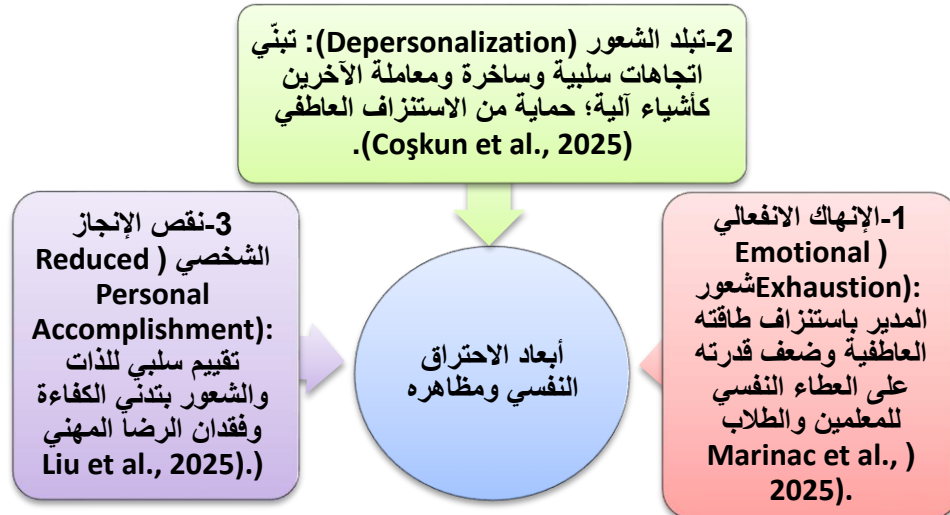 2-تبلد الشعور (Depersonalization): تبنّي
اتجاهات سلبية وساخرة ومعاملة الآخرين
كأشياء آلية؛ حماية من الاستنزاف العاطفي
(Coşkun et al., 2025).
1-الإنهاك الانفعالي
( Emotional
Exhaustion): شعور
المدير باستنزاف طاقته
العاطفية وضعف قدرته
على العطاء النفسي
للمعلمين والطلاب
( Marinac et al.,
2025).
3-نقص الإنجاز
الشخصي ( Reduced
Personal
Accomplishment):
تقييم سلبي للذات
والشعور بتدني الكفاءة
وفقدان الرضا المهني
(Liu et al., 2025).
أبعاد الاحتراق
النفسي ومظاهره